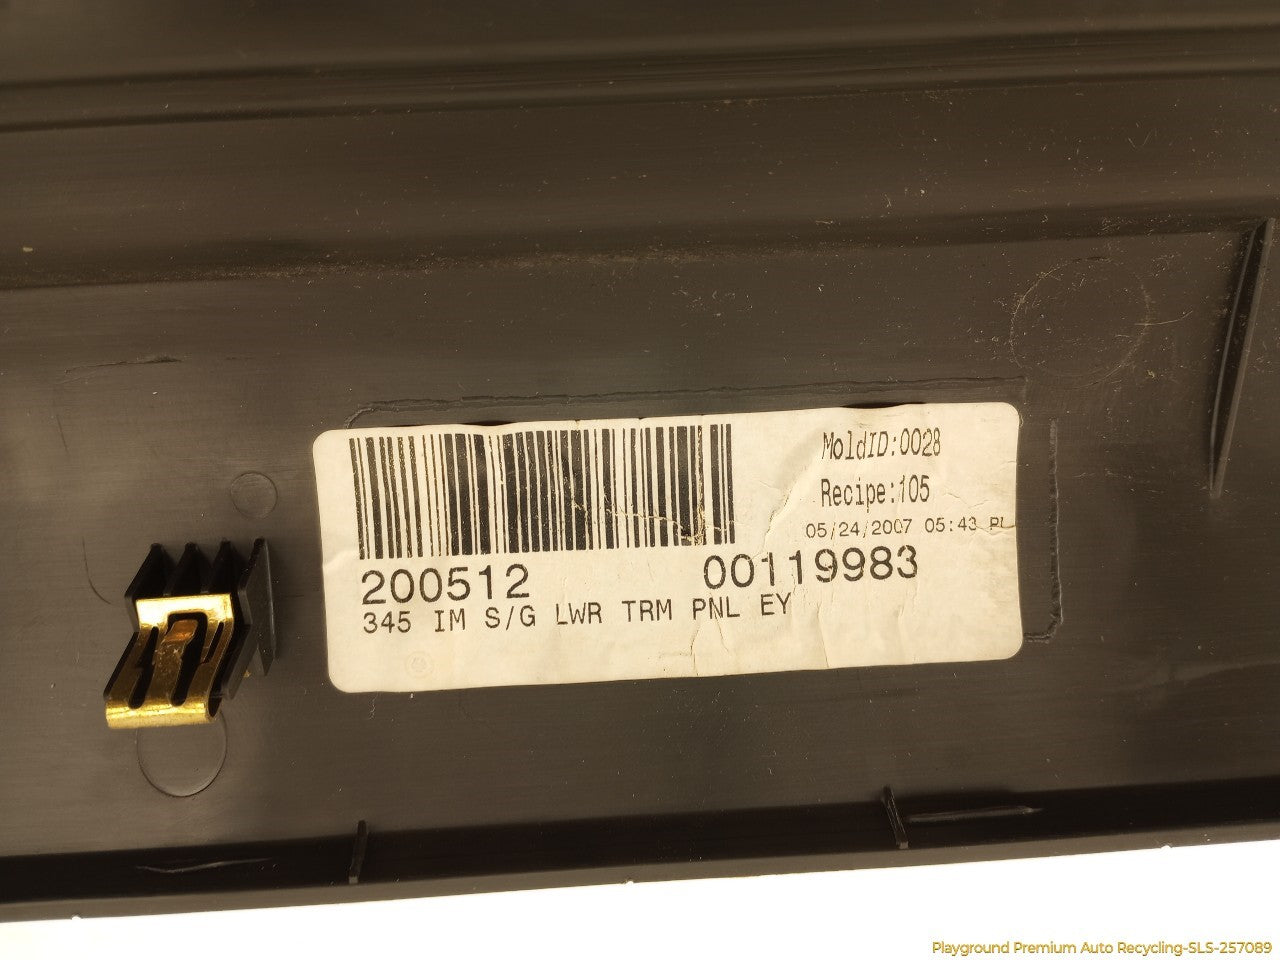 MoldID:0028
Recipe:105
05/24/2007 05:43
200512 00119983
345 IM S/G LWR TRM PNL EY
Playground Premium Auto Recycling-SLS-257089